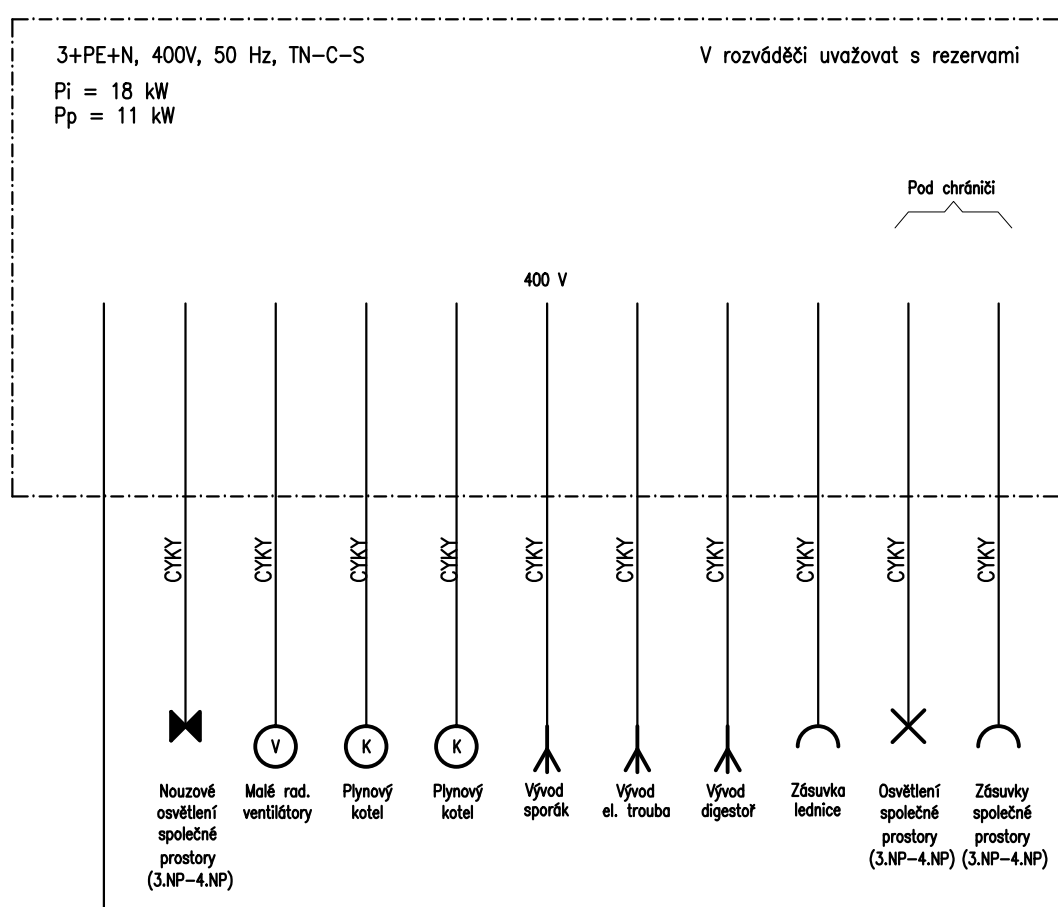 3+PE+N, 400V, 50 Hz, TN-C-S
V rozváděči uvažovat s rezervami
Pi = 18 kW
Pp = 11 kW
Pod chrániči
400 V
CYKY
CYKY
CYKY
CYKY
CYKY
CYKY
CYKY
CYKY
CYKY
CYKY
V
K
K
Nouzové
osvětlení
společné
prostory
(3.NP-4.NP)
Malé rad.
ventilátory
Plynový
kotel
Plynový
kotel
Vývod
sporák
Vývod
el. trouba
Vývod
digestoř
Zásuvka
lednice
Osvětlení
společné
prostory
(3.NP-4.NP)
Zásuvky
společné
prostory
(3.NP-4.NP)